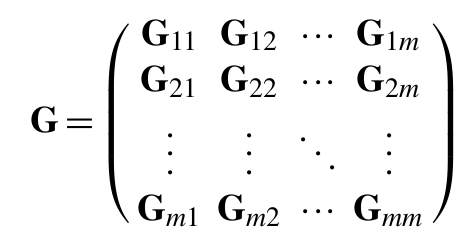 G = ( G₁₁ G₁₂ ⋯ G₁ₘ
G₂₁ G₂₂ ⋯ G₂ₘ
⋮ ⋮ ⋱ ⋮
Gₘ₁ Gₘ₂ ⋯ Gₘₘ )